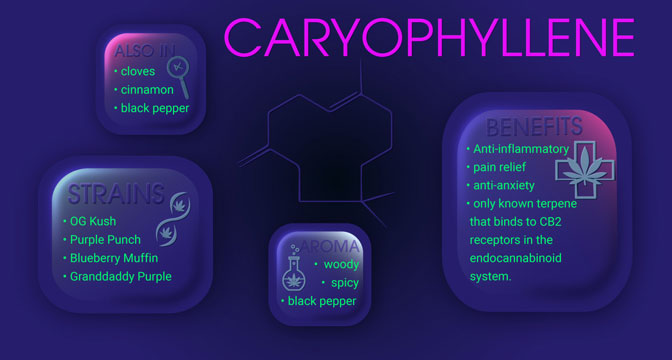 CARYOPHYLLENE
ALSO IN
• cloves
• cinnamon
• black pepper
STRAINS
• OG Kush
• Purple Punch
• Blueberry Muffin
• Granddaddy Purple
AROMA
• woody
• spicy
• black pepper
BENEFITS
• Anti-inflammatory
• pain relief
• anti-anxiety
• only known terpene
that binds to CB2
receptors in the
endocannabinoid
system.